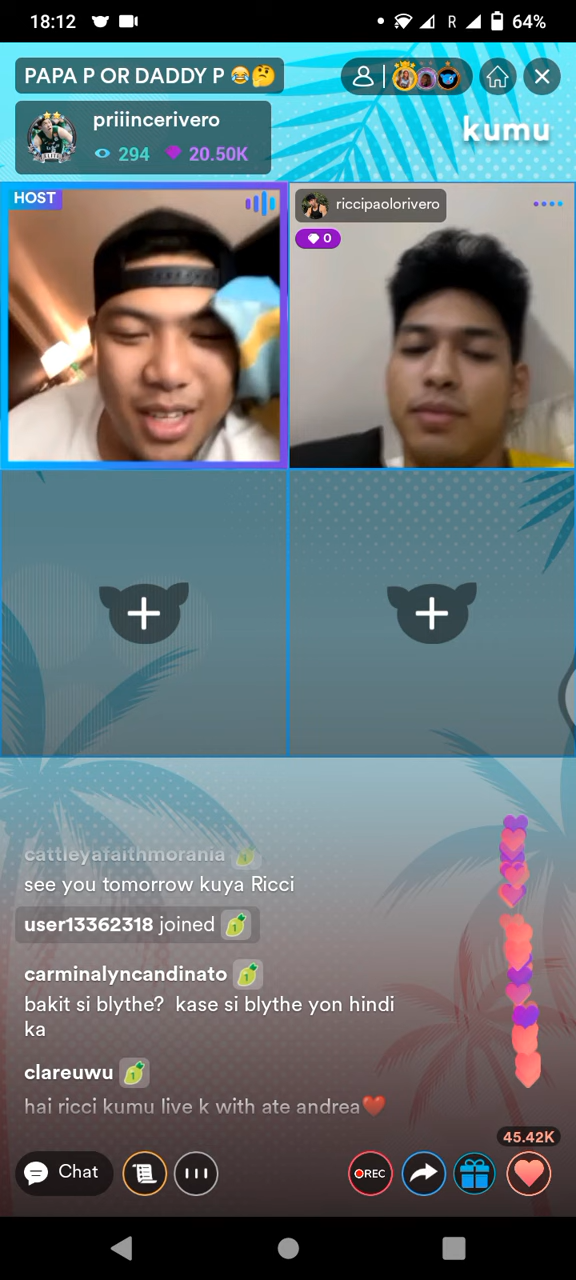 18:12
R
64%
PAPA P OR DADDY P 😂🤔
priiincerivero
294
20.50K
kumu
HOST
riccipaolorivero
0
cattleyafaithmorania
see you tomorrow kuya Ricci
user13362318 joined
carminalyncandinato
bakit si blythe?  kase si blythe yon hindi
ka
clareuwu
hai ricci kumu live k with ate andrea❤️
45.42K
Chat
REC